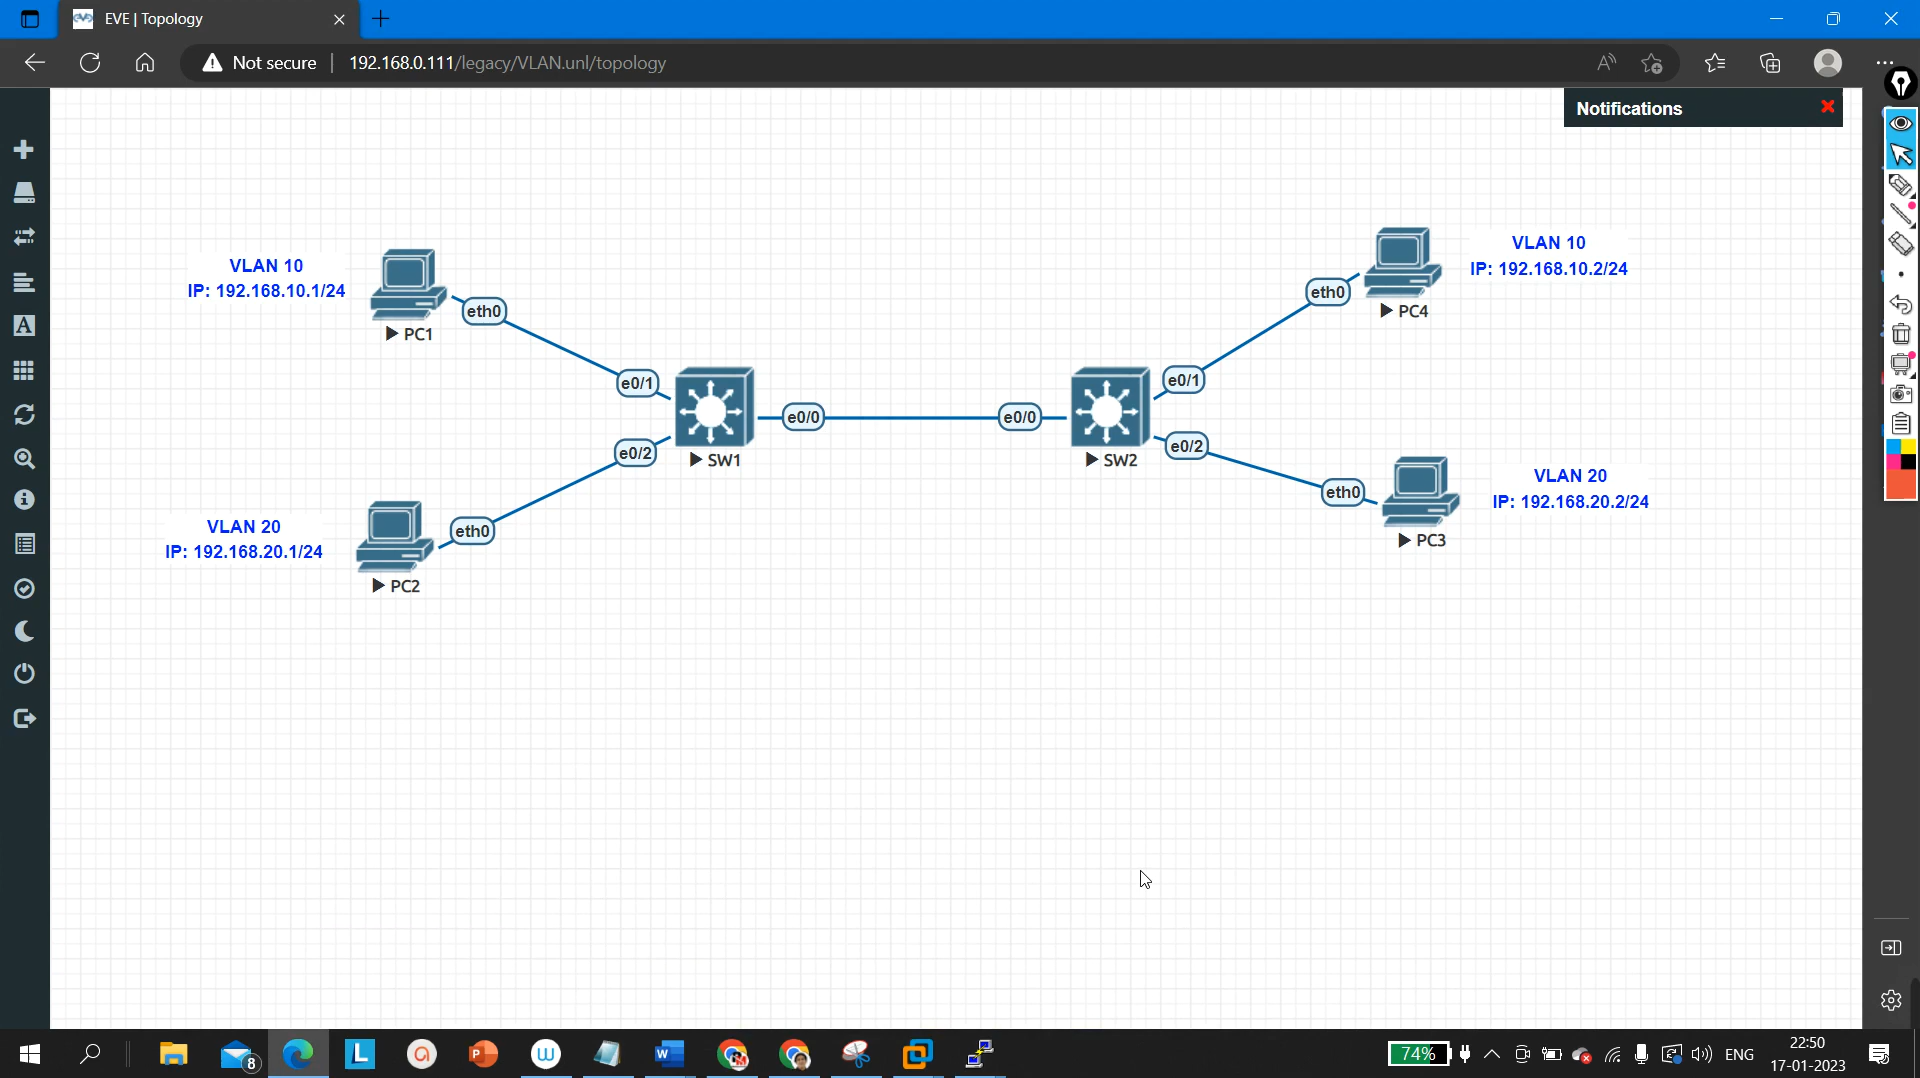 EVE | Topology
Not secure
192.168.0.111/legacy/VLAN.unl/topology
Notifications
VLAN 10
IP: 192.168.10.1/24
eth0
PC1
VLAN 10
IP: 192.168.10.2/24
eth0
PC4
e0/1
SW1
e0/0
e0/0
SW2
e0/1
e0/2
e0/2
VLAN 20
IP: 192.168.20.1/24
eth0
PC2
VLAN 20
IP: 192.168.20.2/24
eth0
PC3
8
74%
ENG
22:50
17-01-2023